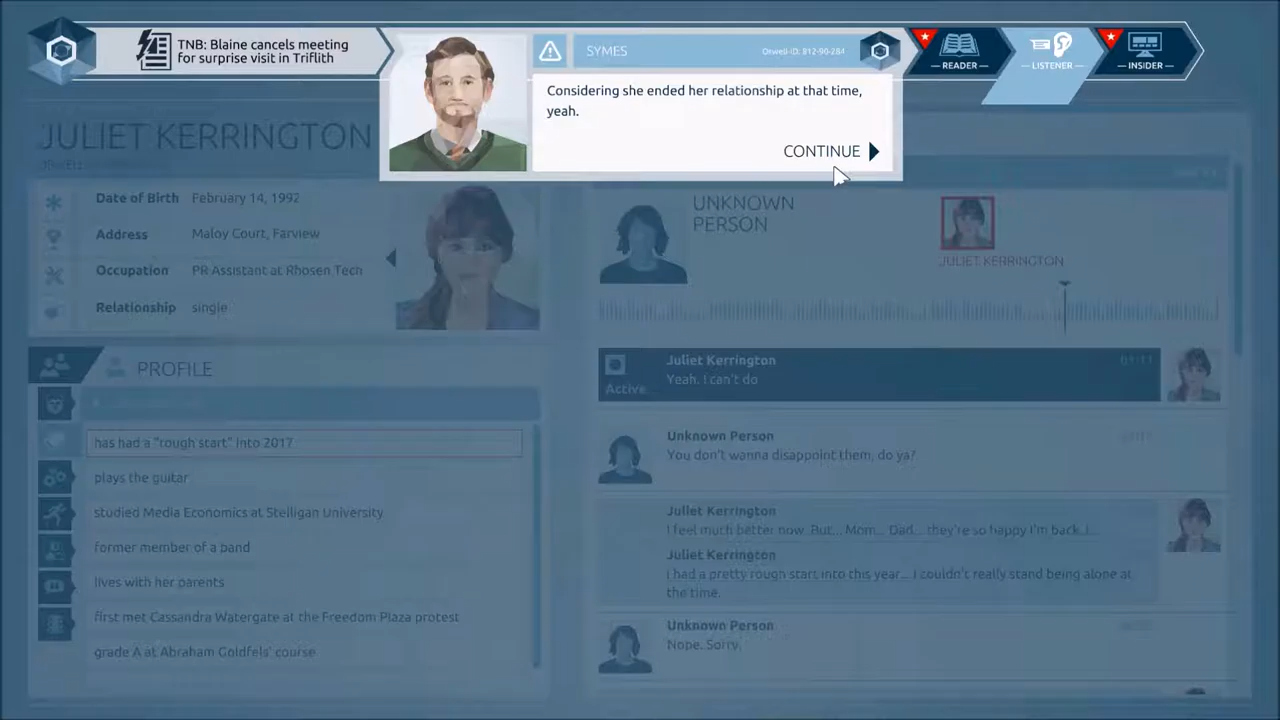 TNB: Blaine cancels meeting
for surprise visit in Triflith
SYMES
Orwell-ID: 812-90-284
Considering she ended her relationship at that time,
yeah.
CONTINUE
— READER —
— LISTENER —
— INSIDER —
JULIET KERRINGTON
Date of Birth February 14, 1992
Address Maloy Court, Farview
Occupation PR Assistant at Rhosen Tech
Relationship single
PROFILE
has had a "rough start" into 2017
plays the guitar
studied Media Economics at Stelligan University
former member of a band
lives with her parents
first met Cassandra Watergate at the Freedom Plaza protest
grade A at Abraham Goldfels' course
UNKNOWN
PERSON
JULIET KERRINGTON
Juliet Kerrington
Yeah. I can't do
Active
Unknown Person
You don't wanna disappoint them, do ya?
Juliet Kerrington
I feel much better now. But... Mom... Dad... they're so happy I'm back. I...
Juliet Kerrington
I had a pretty rough start into this year... I couldn't really stand being alone at
the time.
Unknown Person
Nope. Sorry.